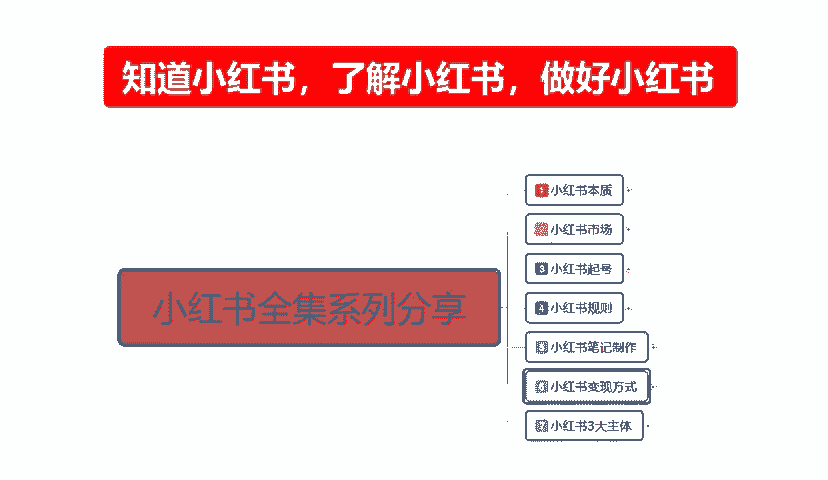 知道小红书，了解小红书，做好小红书
1 小红书本质
2 小红书市场
3 小红书起号
小红书全集系列分享
4 小红书规则
5 小红书笔记制作
6 小红书变现方式
7 小红书3大主体